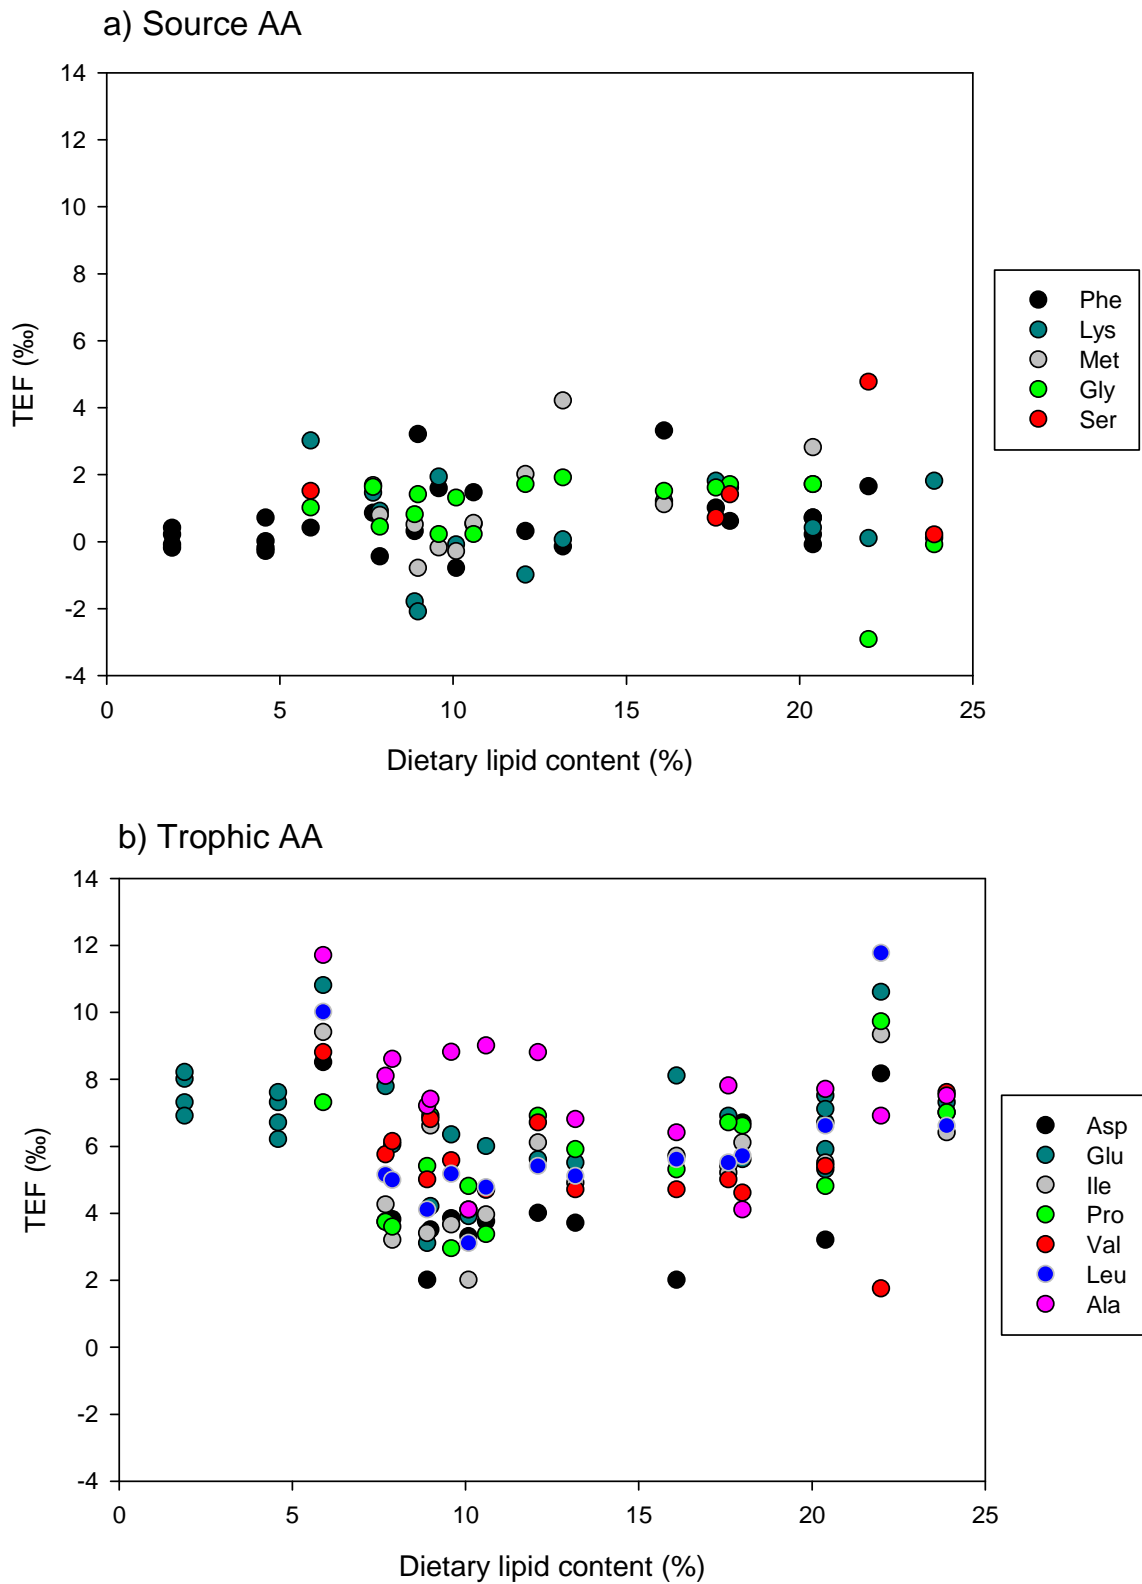 a) Source AA
14
12
10
8
6
4
2
0
-2
-4
TEF (‰)
0 5 10 15 20 25
Dietary lipid content (%)
Phe
Lys
Met
Gly
Ser
b) Trophic AA
14
12
10
8
6
4
2
0
-2
-4
TEF (‰)
0 5 10 15 20 25
Dietary lipid content (%)
Asp
Glu
Ile
Pro
Val
Leu
Ala